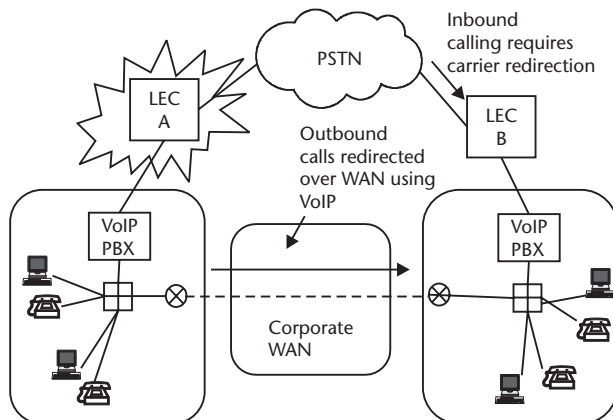 PSTN
Inbound
calling requires
carrier redirection
LEC
A
LEC
B
Outbound
calls redirected
over WAN using
VoIP
VoIP
PBX
VoIP
PBX
Corporate
WAN